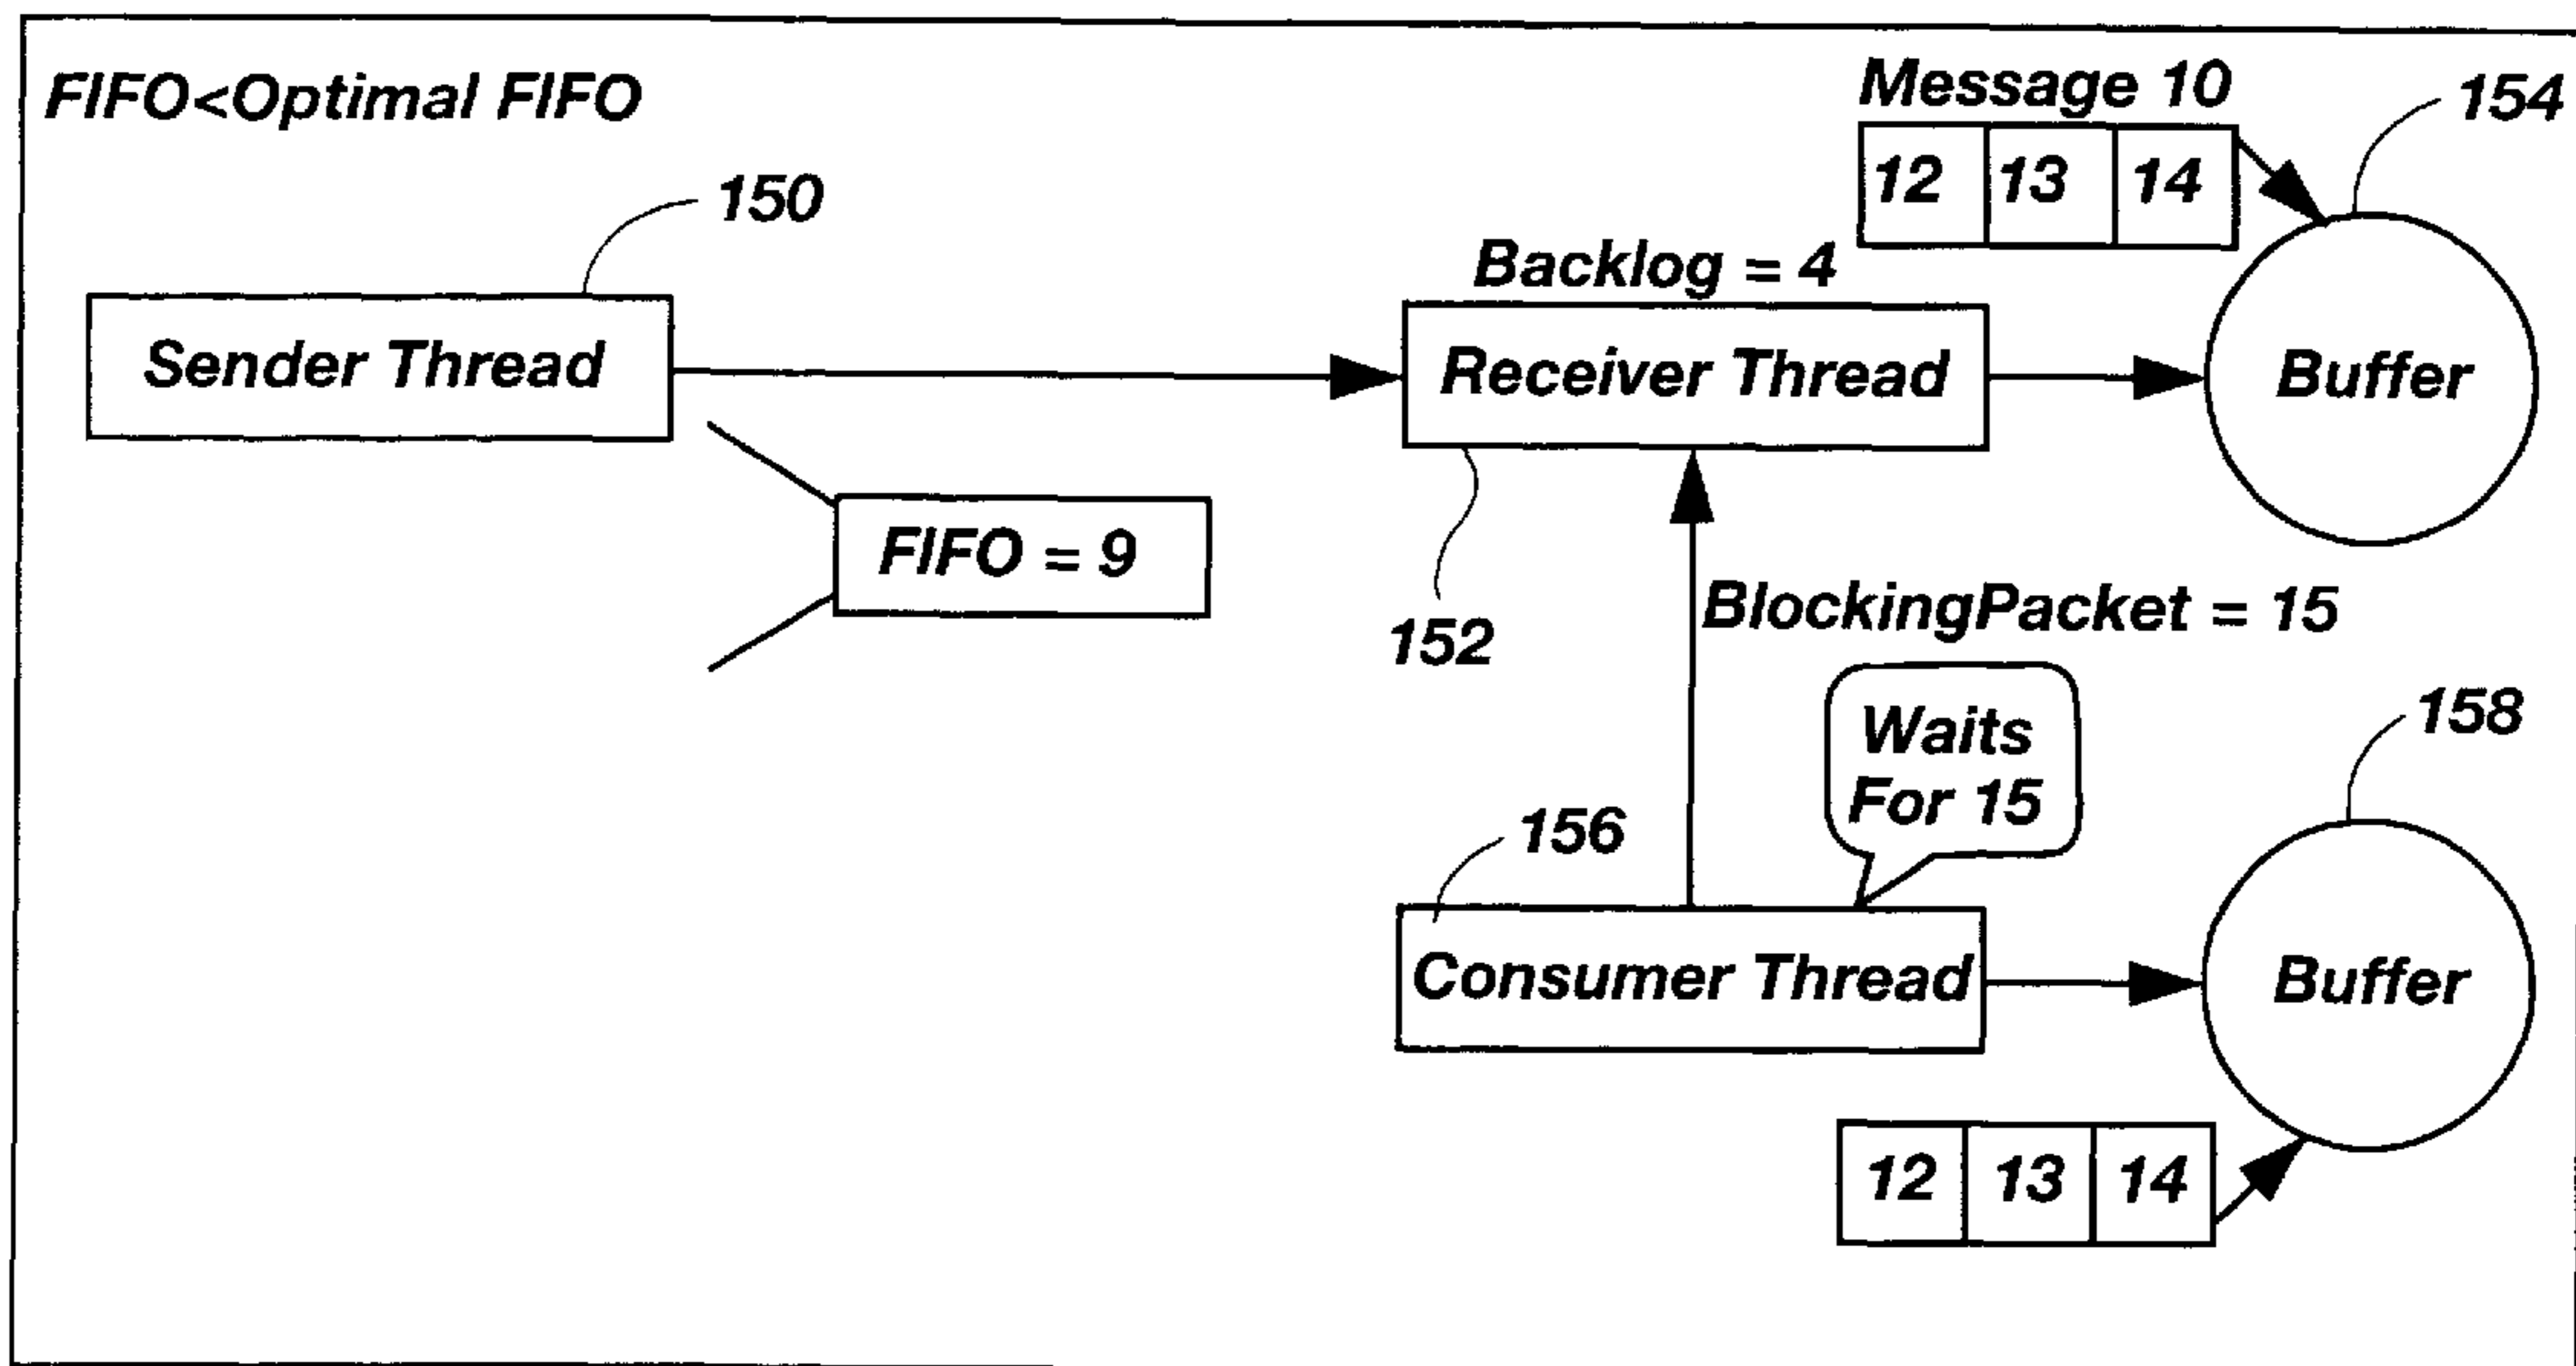 FIFO<Optimal FIFO
Message 10
154
12 13 14
150
Backlog = 4
Sender Thread
Receiver Thread
Buffer
FIFO = 9
152
BlockingPacket = 15
Waits
For 15
158
156
Consumer Thread
Buffer
12 13 14